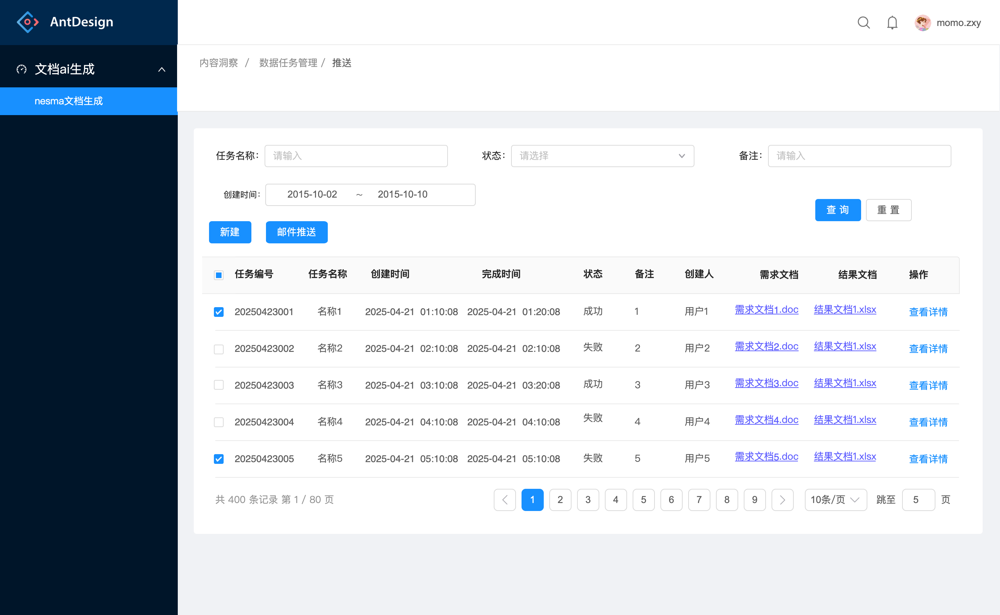 AntDesign
momo.zxy
文档ai生成
nesma文档生成
内容洞察 / 数据任务管理 / 推送
任务名称： 请输入 状态： 请选择 备注： 请输入
创建时间： 2015-10-02 ~ 2015-10-10
查 询 重 置
新建 邮件推送
任务编号 任务名称 创建时间 完成时间 状态 备注 创建人 需求文档 结果文档 操作
20250423001 名称1 2025-04-21 01:10:08 2025-04-21 01:20:08 成功 1 用户1 需求文档1.doc 结果文档1.xlsx 查看详情
20250423002 名称2 2025-04-21 02:10:08 2025-04-21 02:10:08 失败 2 用户2 需求文档2.doc 结果文档1.xlsx 查看详情
20250423003 名称3 2025-04-21 03:10:08 2025-04-21 03:20:08 成功 3 用户3 需求文档3.doc 结果文档1.xlsx 查看详情
20250423004 名称4 2025-04-21 04:10:08 2025-04-21 04:10:08 失败 4 用户4 需求文档4.doc 结果文档1.xlsx 查看详情
20250423005 名称5 2025-04-21 05:10:08 2025-04-21 05:10:08 失败 5 用户5 需求文档5.doc 结果文档1.xlsx 查看详情
共 400 条记录 第 1 / 80 页 1 2 3 4 5 6 7 8 9 10条/页 跳至 5 页